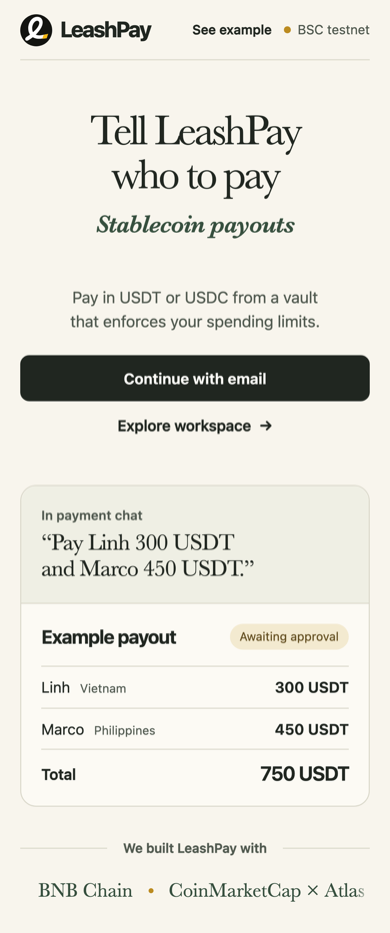 LeashPay
See example • BSC testnet
Tell LeashPay
who to pay
Stablecoin payouts
Pay in USDT or USDC from a vault
that enforces your spending limits.
Continue with email
Explore workspace →
In payment chat
“Pay Linh 300 USDT
and Marco 450 USDT.”
Example payout Awaiting approval
Linh Vietnam 300 USDT
Marco Philippines 450 USDT
Total 750 USDT
We built LeashPay with
BNB Chain • CoinMarketCap × Atlas